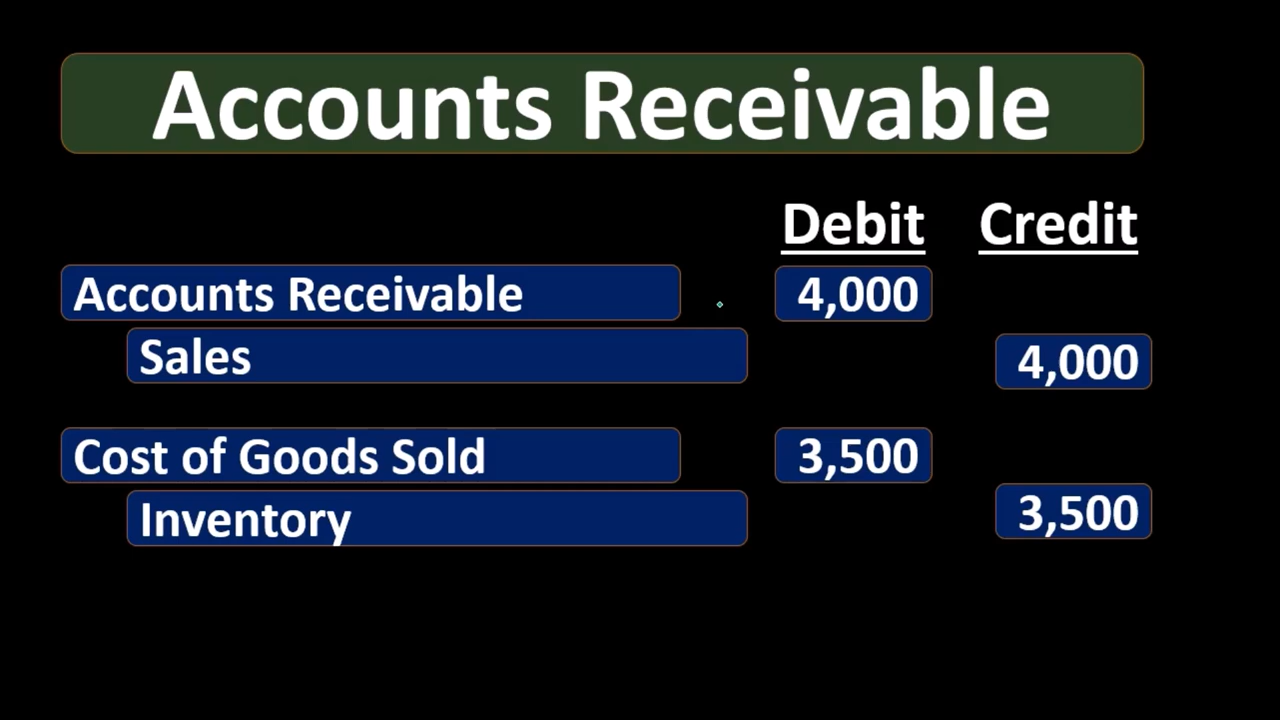 Accounts Receivable
Debit Credit
Accounts Receivable 4,000
Sales 4,000
Cost of Goods Sold 3,500
Inventory 3,500